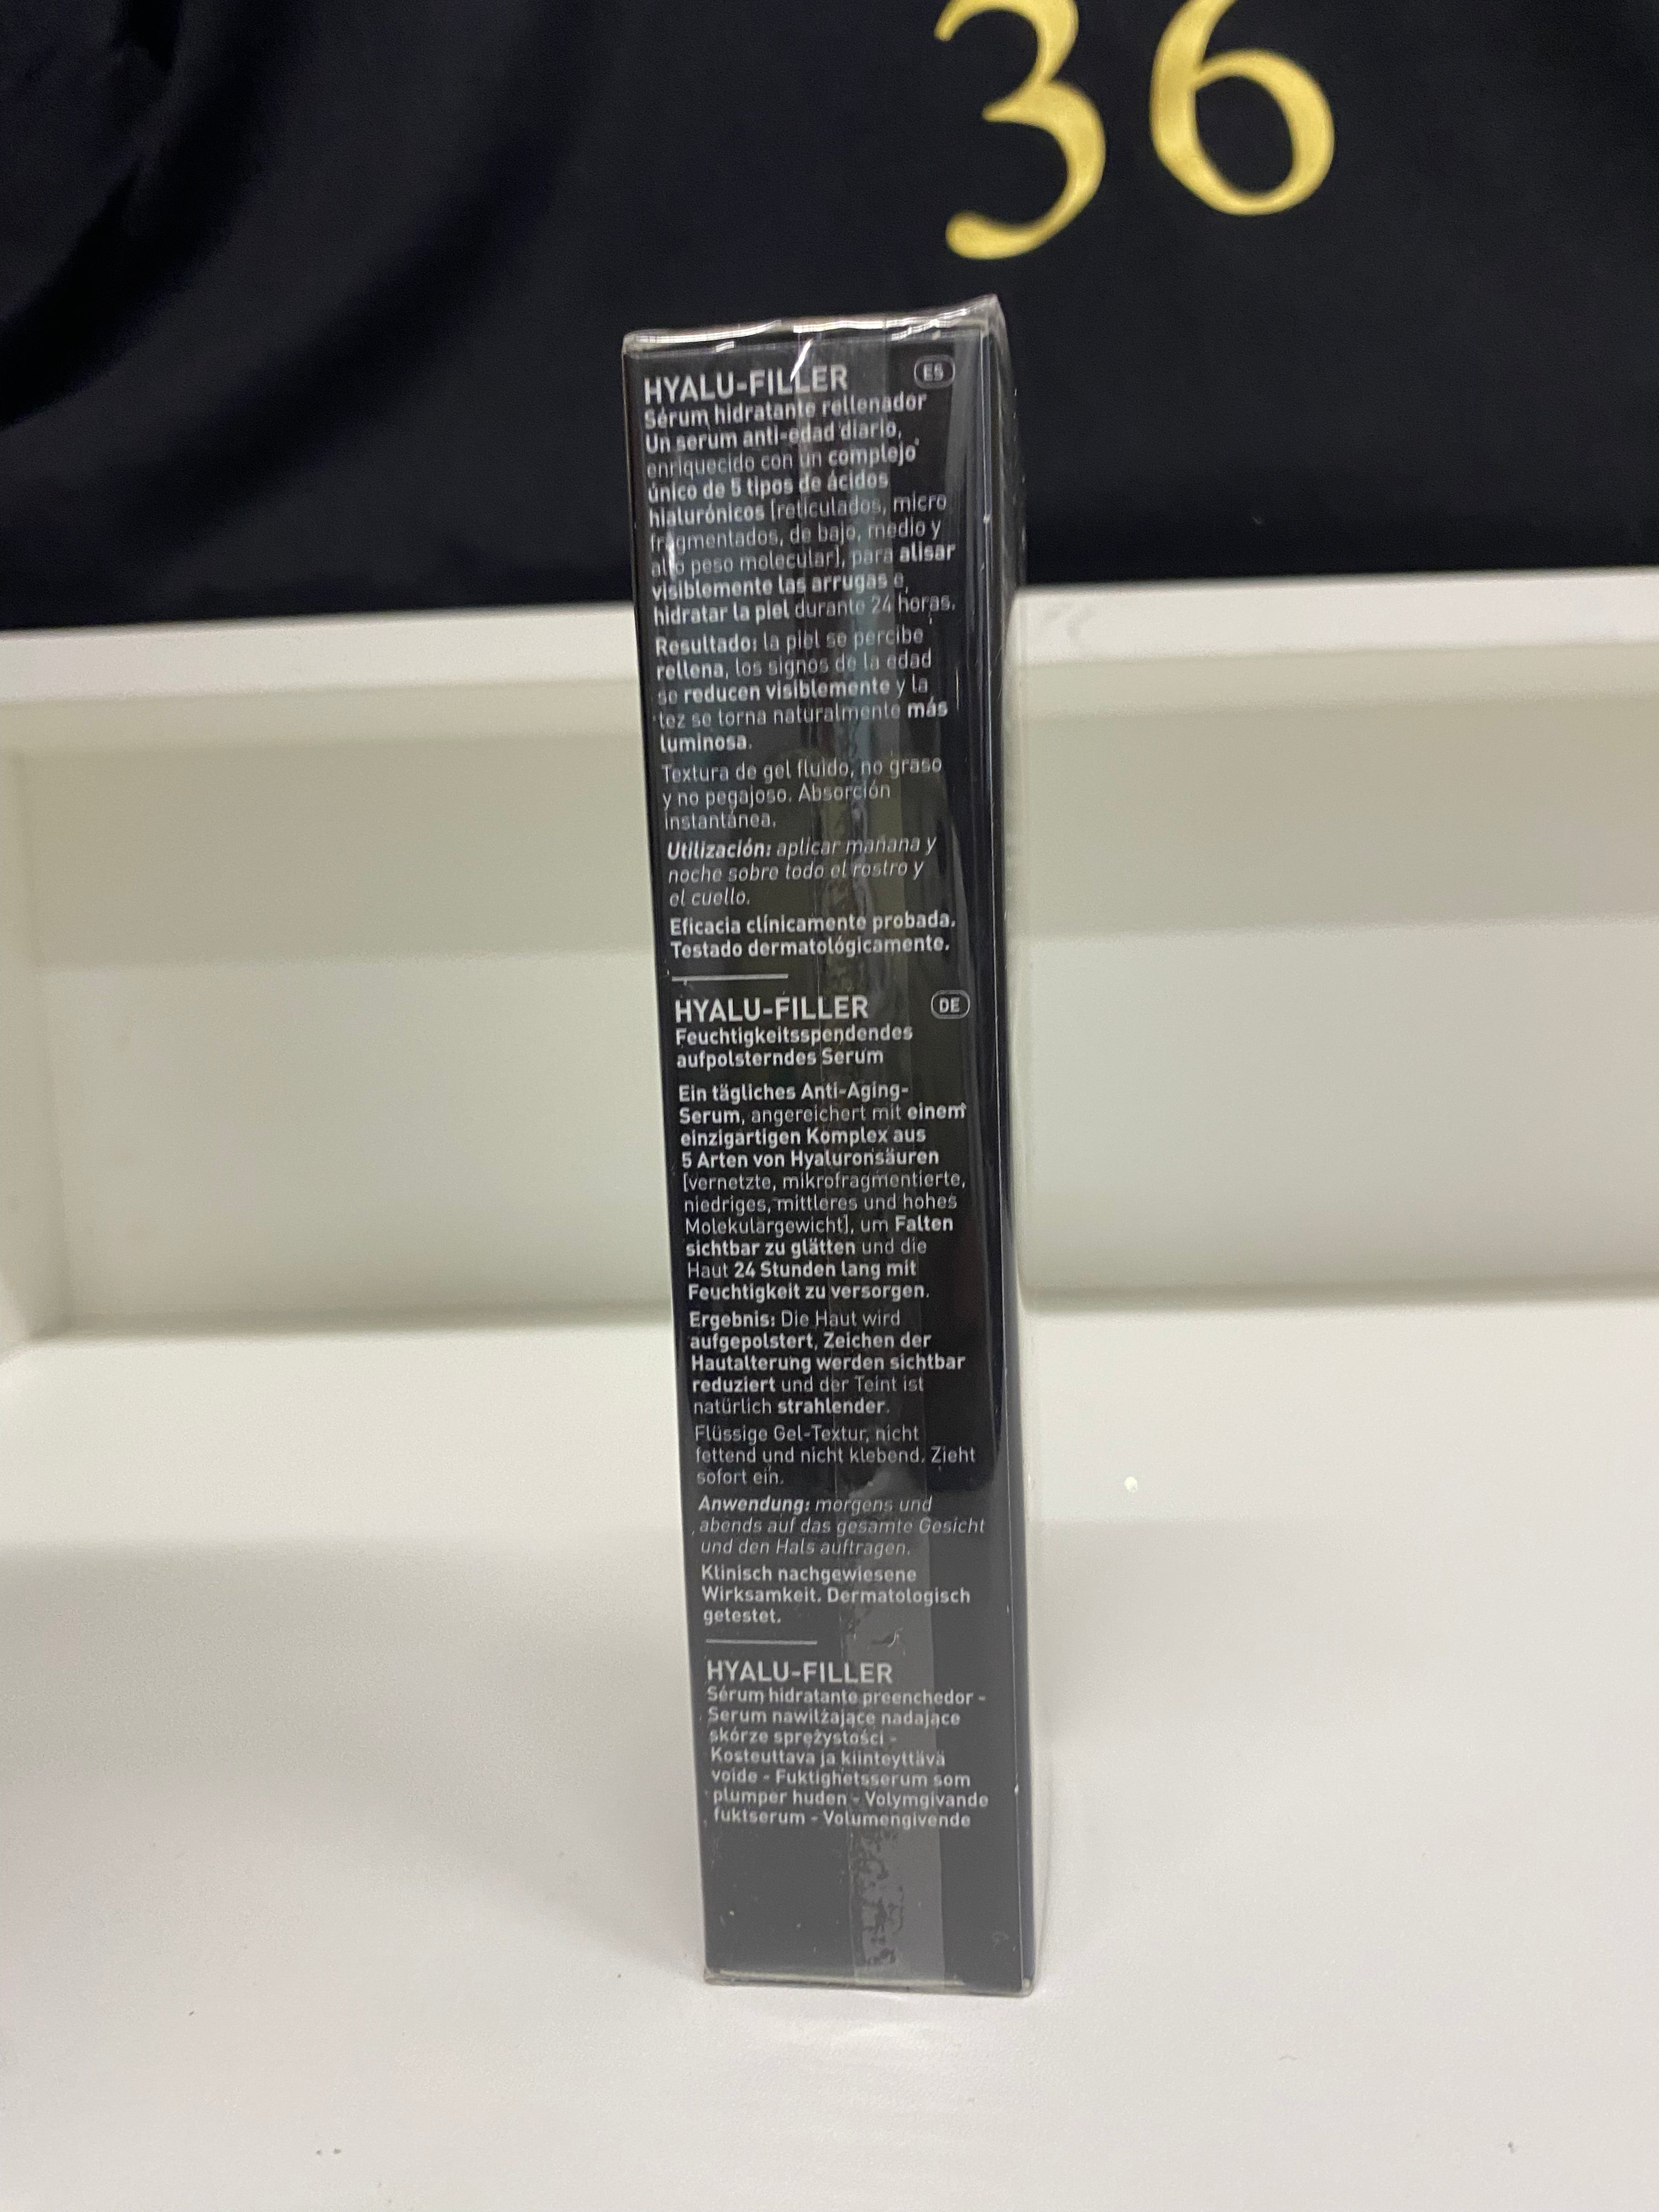 36
HYALU-FILLER ES
Sérum hidratante rellenador
Un serum anti-edad diario,
enriquecido con un complejo
único de 5 tipos de ácidos
hialurónicos [reticulados, micro
fragmentados, de bajo, medio y
alto peso molecular], para alisar
visiblemente las arrugas e
hidratar la piel durante 24 horas.
Resultado: la piel se percibe
rellena, los signos de la edad
se reducen visiblemente y la
tez se torna naturalmente más
luminosa.
Textura de gel fluido, no graso
y no pegajoso. Absorción
instantánea.
Utilización: aplicar mañana y
noche sobre todo el rostro y
el cuello.
Eficacia clínicamente probada.
Testado dermatológicamente.
HYALU-FILLER DE
Feuchtigkeitsspendendes
aufpolsterndes Serum
Ein tägliches Anti-Aging-
Serum, angereichert mit einem
einzigartigen Komplex aus
5 Arten von Hyaluronsäuren
[vernetzte, mikrofragmentierte,
niedriges, mittleres und hohes
Molekulargewicht], um Falten
sichtbar zu glätten und die
Haut 24 Stunden lang mit
Feuchtigkeit zu versorgen.
Ergebnis: Die Haut wird
aufgepolstert, Zeichen der
Hautalterung werden sichtbar
reduziert und der Teint ist
natürlich strahlender.
Flüssige Gel-Textur, nicht
fettend und nicht klebend. Zieht
sofort ein.
Anwendung: morgens und
abends auf das gesamte Gesicht
und den Hals auftragen.
Klinisch nachgewiesene
Wirksamkeit. Dermatologisch
getestet.
HYALU-FILLER
Sérum hidratante preenchedor -
Serum nawilżające nadające
skórze sprężystości -
Kosteuttava ja kiinteyttävä
voide - Fuktighetsserum som
plumper huden - Volymgivande
fuktserum - Volumengivende